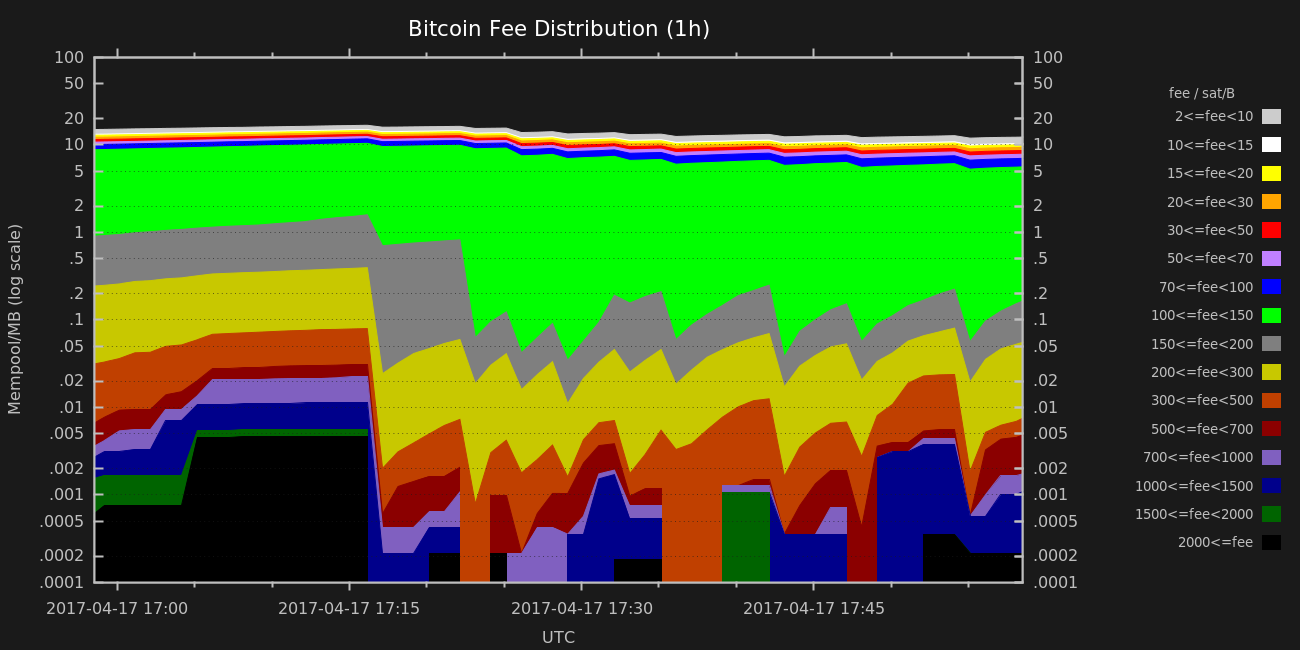 Bitcoin Fee Distribution (1h)
Mempool/MB (log scale)
100
50
20
10
5
2
1
.5
.2
.1
.05
.02
.01
.005
.002
.001
.0005
.0002
.0001
100
50
20
10
5
2
1
.5
.2
.1
.05
.02
.01
.005
.002
.001
.0005
.0002
.0001
2017-04-17 17:00
2017-04-17 17:15
2017-04-17 17:30
2017-04-17 17:45
UTC
fee / sat/B
2<=fee<10
10<=fee<15
15<=fee<20
20<=fee<30
30<=fee<50
50<=fee<70
70<=fee<100
100<=fee<150
150<=fee<200
200<=fee<300
300<=fee<500
500<=fee<700
700<=fee<1000
1000<=fee<1500
1500<=fee<2000
2000<=fee